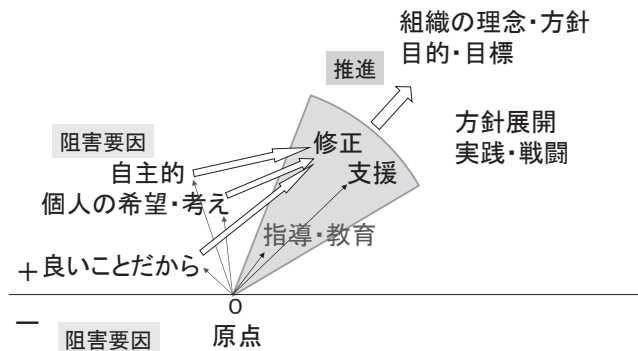 組織の理念・方針
目的・目標
推進
方針展開
実践・戦闘
阻害要因
修正
自主的
支援
個人の希望・考え
指導・教育
＋良いことだから
０
－
原点
阻害要因